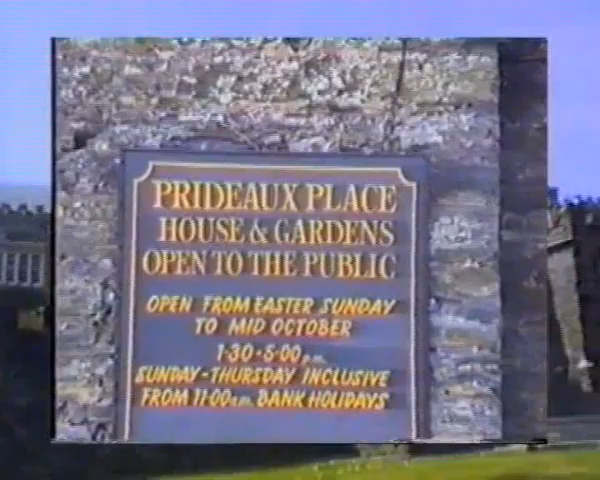 PRIDEAUX PLACE
HOUSE & GARDENS
OPEN TO THE PUBLIC
OPEN FROM EASTER SUNDAY
TO MID OCTOBER
1·30-5·00 p.m.
SUNDAY - THURSDAY INCLUSIVE
FROM 11·00 a.m. BANK HOLIDAYS